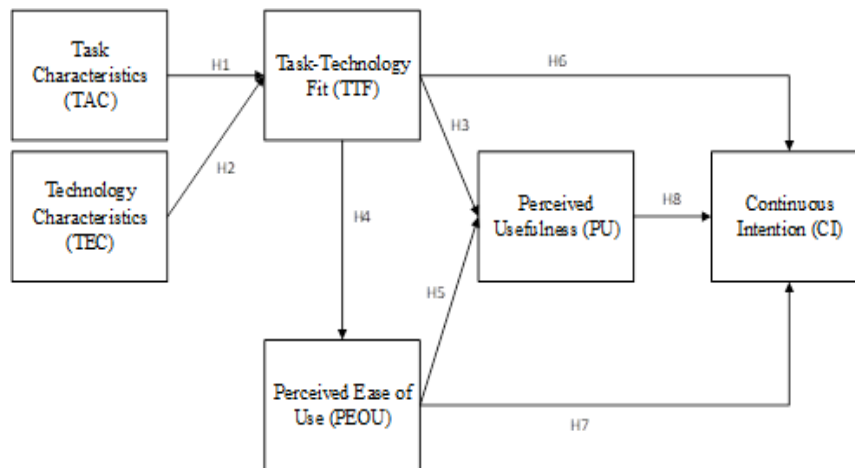 Task
Characteristics
(TAC)
H1
Task-Technology
Fit (TTF)
H6
H2
H3
Technology
Characteristics
(TEC)
H4
Perceived
Usefulness (PU)
H8
Continuous
Intention (CI)
H5
Perceived Ease of
Use (PEOU)
H7